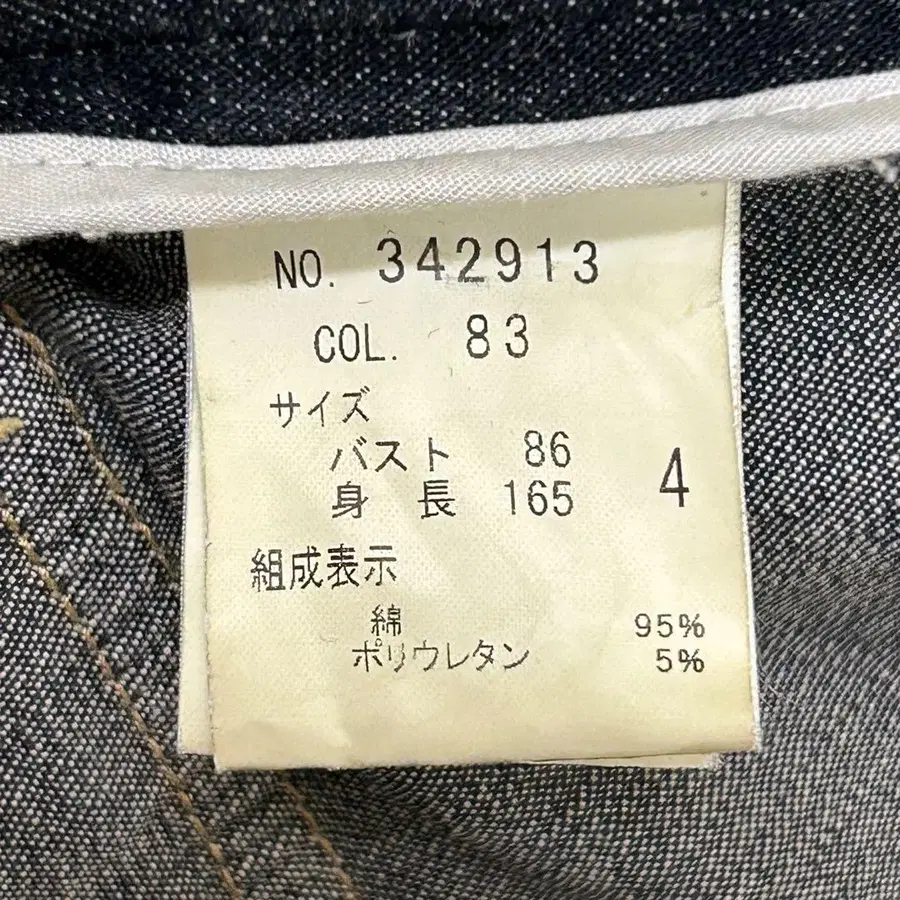 NO. 342913
COL. 83
サイズ
バスト 86
身長 165 4
組成表示
綿 95%
ポリウレタン 5%